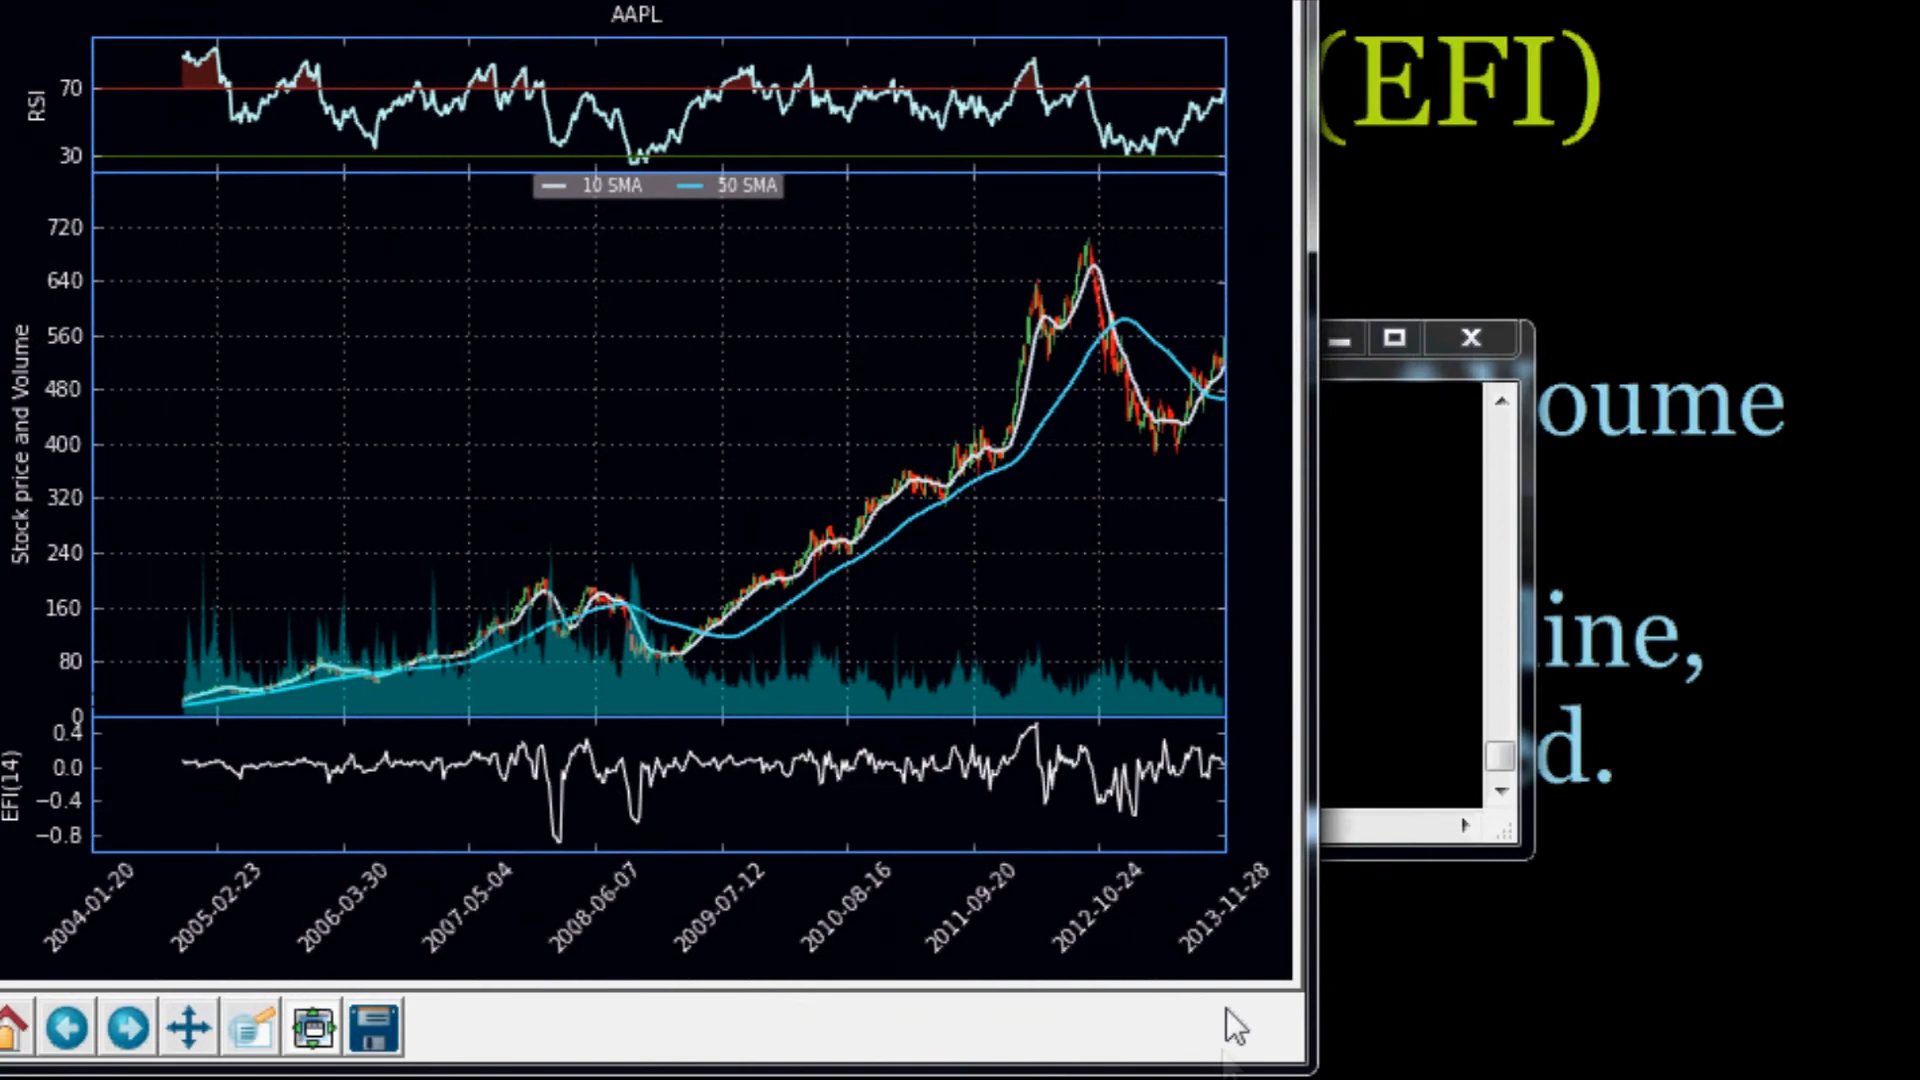 AAPL
(EFI)
RSI
70
30
10 SMA
50 SMA
Stock price and Volume
720
640
560
480
400
320
240
160
80
0
oume
ine,
d.
EFI(14)
0.4
0.0
−0.4
−0.8
2004-01-20
2005-02-23
2006-03-30
2007-05-04
2008-06-07
2009-07-12
2010-08-16
2011-09-20
2012-10-24
2013-11-28